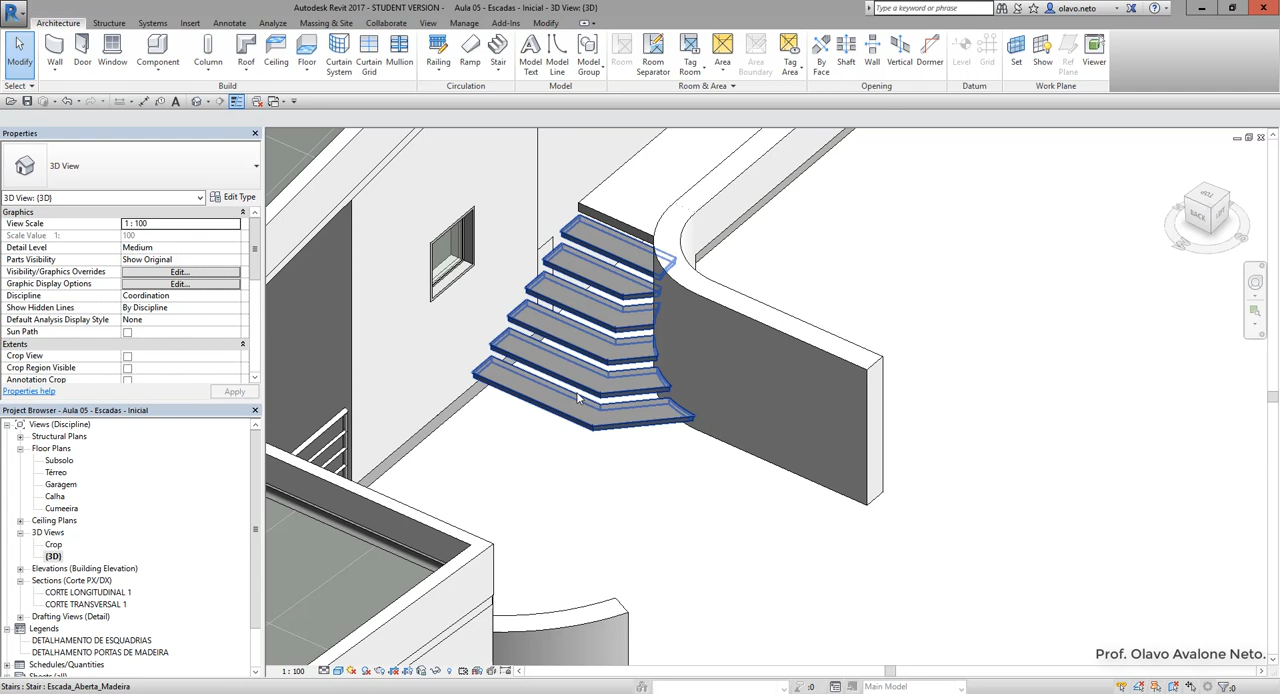 Autodesk Revit 2017 - STUDENT VERSION - Aula 05 - Escadas - Inicial - 3D View: {3D}
Type a keyword or phrase
olavo.neto
Architecture Structure Systems Insert Annotate Analyze Massing & Site Collaborate View Manage Add-Ins Modify
Modify Wall Door Window Component Column Roof Ceiling Floor Curtain System Curtain Grid Mullion Railing Ramp Stair Model Text Model Line Model Group Room Room Separator Tag Room Area Area Boundary Tag Area By Face Shaft Wall Vertical Dormer Level Grid Set Show Ref Plane Viewer
Select Build Circulation Model Room & Area Opening Datum Work Plane
Properties
3D View
3D View: {3D} Edit Type
Graphics
View Scale 1 : 100
Scale Value 1: 100
Detail Level Medium
Parts Visibility Show Original
Visibility/Graphics Overrides Edit...
Graphic Display Options Edit...
Discipline Coordination
Show Hidden Lines By Discipline
Default Analysis Display Style None
Sun Path
Extents
Crop View
Crop Region Visible
Annotation Crop
Properties help Apply
Project Browser - Aula 05 - Escadas - Inicial
Views (Discipline)
Structural Plans
Floor Plans
Subsolo
Térreo
Garagem
Calha
Cumeeira
Ceiling Plans
3D Views
Crop
{3D}
Elevations (Building Elevation)
Sections (Corte PX/DX)
CORTE LONGITUDINAL 1
CORTE TRANSVERSAL 1
Drafting Views (Detail)
Legends
DETALHAMENTO DE ESQUADRIAS
DETALHAMENTO PORTAS DE MADEIRA
Schedules/Quantities
Sheets (all)
TOP
BACK
LEFT
Prof. Olavo Avalone Neto.
1 : 100
Stairs : Stair : Escada_Aberta_Madeira
:0
Main Model
:0